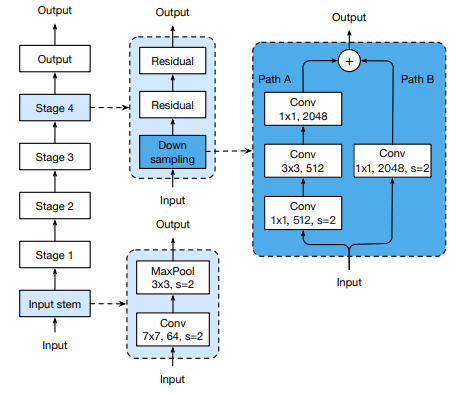 Output
Output
Stage 4
Stage 3
Stage 2
Stage 1
Input stem
Input
Output
Residual
Residual
Down
sampling
Input
Output
MaxPool
3x3, s=2
Conv
7x7, 64, s=2
Input
Output
+
Path A
Path B
Conv
1x1, 2048
Conv
3x3, 512
Conv
1x1, 2048, s=2
Conv
1x1, 512, s=2
Input